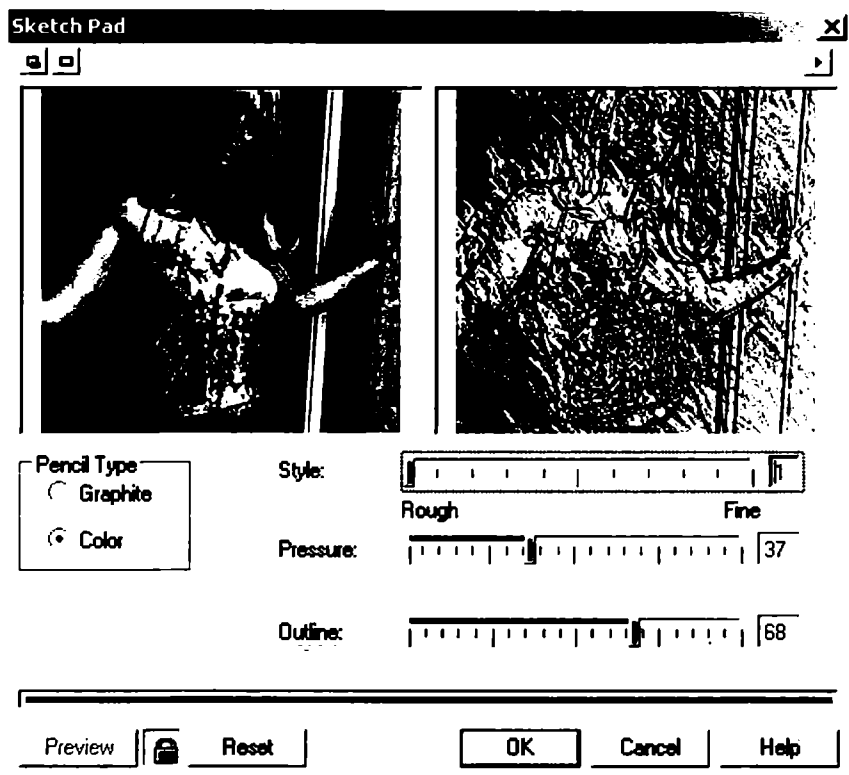 Sketch Pad
Pencil Type
Graphite
Color
Style:
Rough Fine
Pressure: 37
Outline: 68
Preview Reset OK Cancel Help